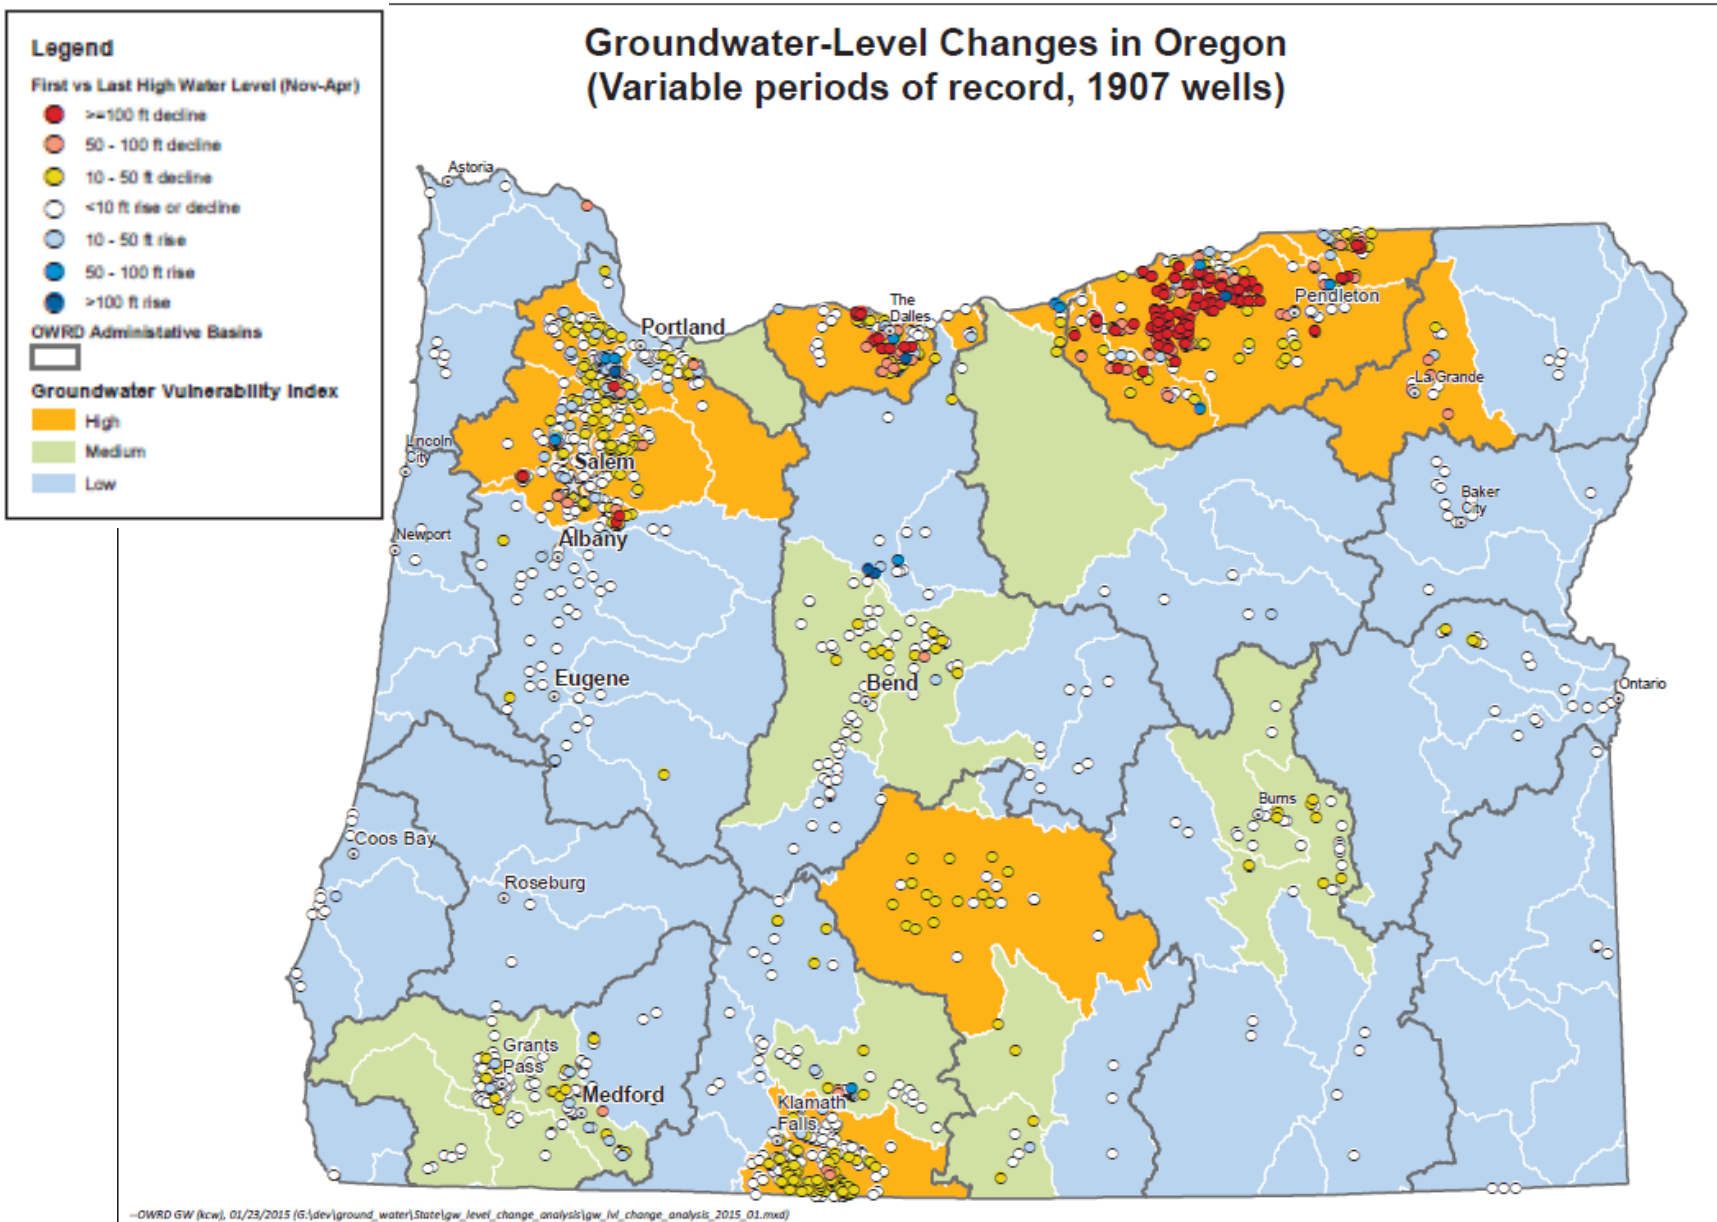 Groundwater-Level Changes in Oregon
(Variable periods of record, 1907 wells)
Legend
First vs Last High Water Level (Nov-Apr)
>=100 ft decline
50 - 100 ft decline
10 - 50 ft decline
<10 ft rise or decline
10 - 50 ft rise
50 - 100 ft rise
>100 ft rise
OWRD Administative Basins
Groundwater Vulnerability Index
High
Medium
Low
Astoria
The
Dalles
Portland
Pendleton
La Grande
Lincoln
City
Salem
Baker
City
Newport
Albany
Eugene
Bend
Ontario
Burns
Coos Bay
Roseburg
Grants
Pass
Medford
Klamath
Falls
--OWRD GW (kcw), 01/23/2015 (G:\dev\ground_water\State\gw_level_change_analysis\gw_lvl_change_analysis_2015_01.mxd)